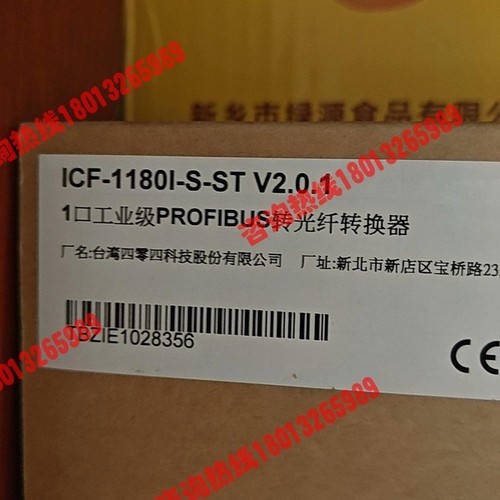 新乡市绿源食品有限公
ICF-1180I-S-ST V2.0.1
1口工业级PROFIBUS转光纤转换器
厂名:台湾四零四科技股份有限公司 厂址:新北市新店区宝桥路23
BZIE1028356
CE
咨询热线18013265989
咨询热线18013265989
咨询热线18013265989
咨询热线18013265989